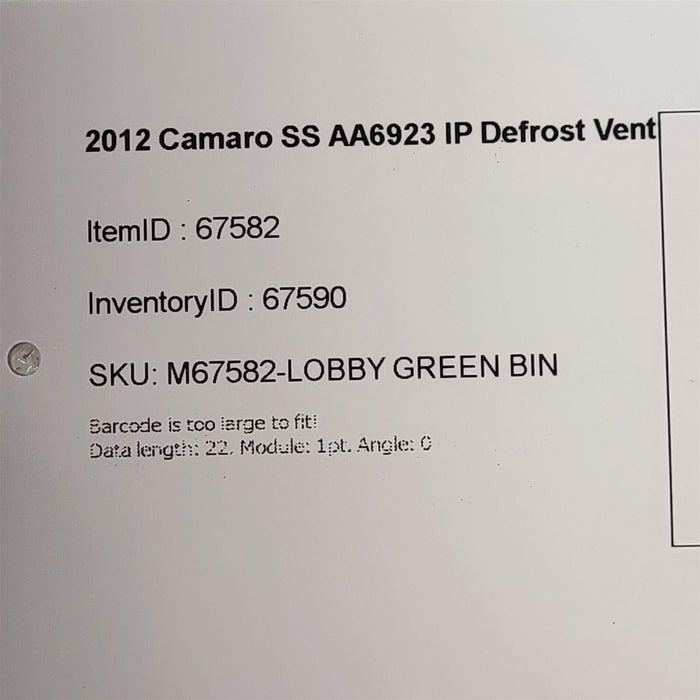 2012 Camaro SS AA6923 IP Defrost Vent
ItemID : 67582
InventoryID : 67590
SKU: M67582-LOBBY GREEN BIN
Barcode is too large to fit!
Data length: 22. Module: 1pt. Angle: 0